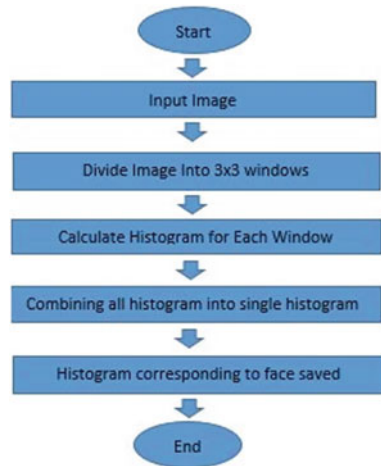 Start
Input Image
Divide Image Into 3x3 windows
Calculate Histogram for Each Window
Combining all histogram into single histogram
Histogram corresponding to face saved
End